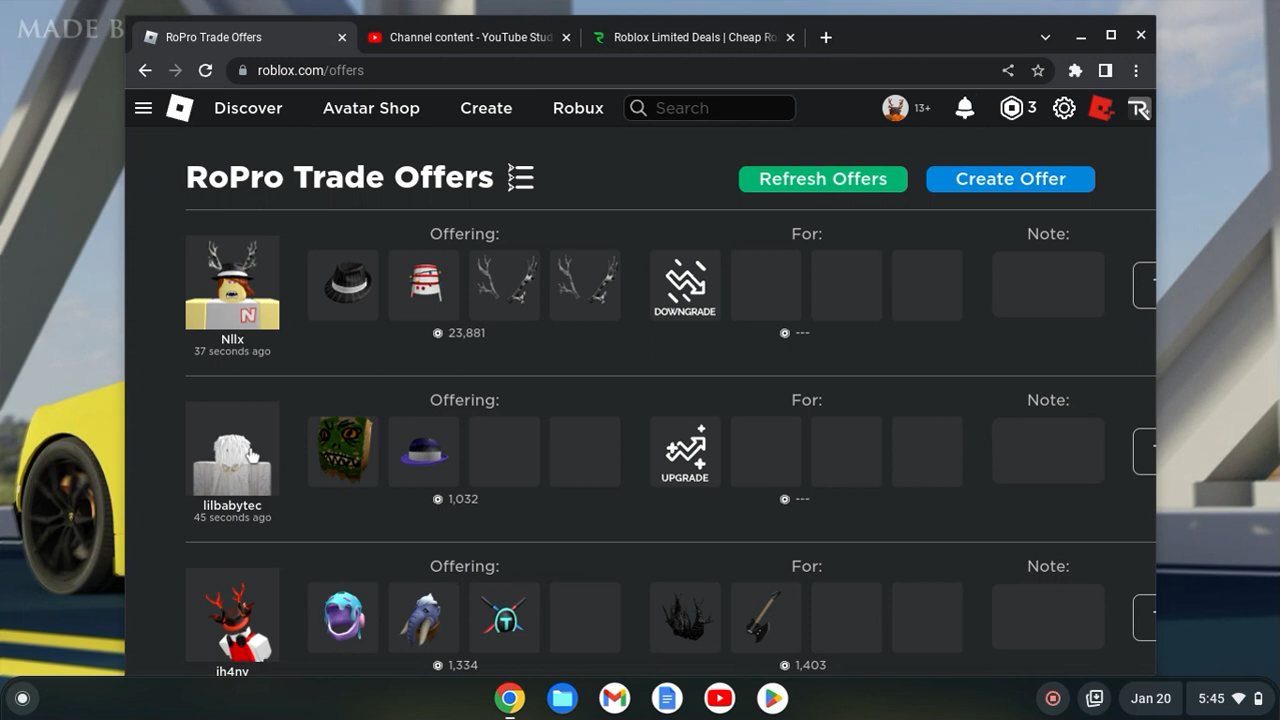 MADE B
RoPro Trade Offers
Channel content - YouTube Stud
Roblox Limited Deals | Cheap Ro
roblox.com/offers
Discover
Avatar Shop
Create
Robux
Search
13+
3
RoPro Trade Offers
Refresh Offers
Create Offer
Offering:
For:
Note:
N
DOWNGRADE
Nllx
37 seconds ago
23,881
---
Offering:
For:
Note:
UPGRADE
lilbabytec
45 seconds ago
1,032
---
Offering:
For:
Note:
T
ih4ny
1,334
1,403
Jan 20
5:45